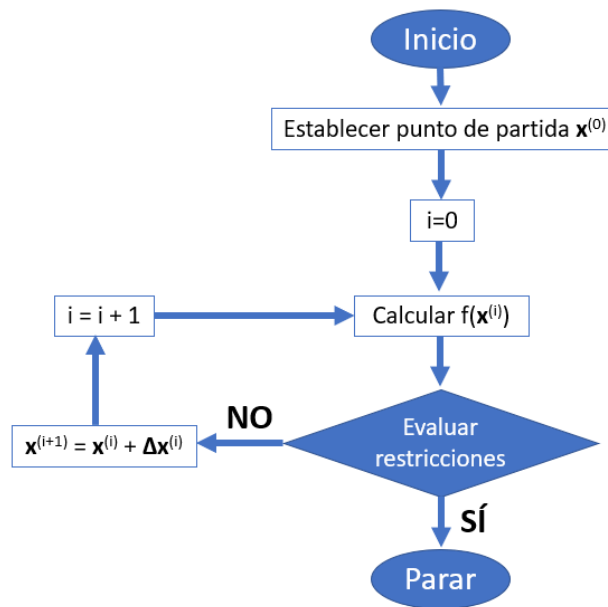 Inicio
Establecer punto de partida x⁽⁰⁾
i=0
i = i + 1
Calcular f(x⁽ⁱ⁾)
NO
Evaluar
restricciones
x⁽ⁱ⁺¹⁾ = x⁽ⁱ⁾ + Δx⁽ⁱ⁾
SÍ
Parar